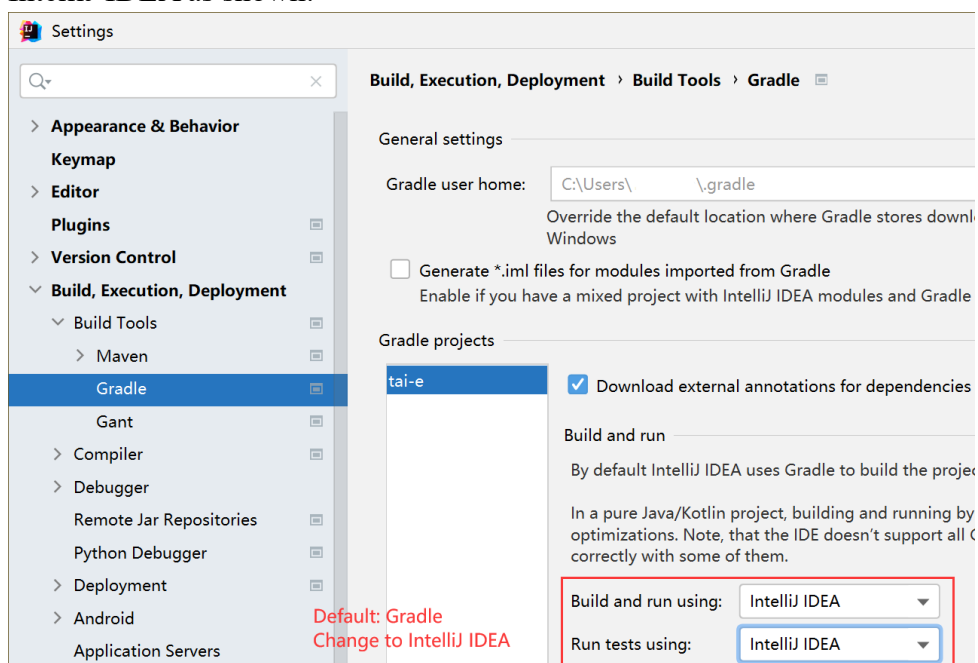 Settings
Build, Execution, Deployment › Build Tools › Gradle
Appearance & Behavior
Keymap
Editor
Plugins
Version Control
Build, Execution, Deployment
Build Tools
Maven
Gradle
Gant
Compiler
Debugger
Remote Jar Repositories
Python Debugger
Deployment
Android
Application Servers
General settings
Gradle user home: C:\Users\ \.gradle
Override the default location where Gradle stores
Windows
Generate *.iml files for modules imported from Gradle
Enable if you have a mixed project with IntelliJ IDEA modules and Gradle
Gradle projects
tai-e
Download external annotations for dependencies
Build and run
By default IntelliJ IDEA uses Gradle to build the
In a pure Java/Kotlin project, building and running by
optimizations. Note, that the IDE doesn't support all
correctly with some of them.
Build and run using: IntelliJ IDEA
Run tests using: IntelliJ IDEA
Default: Gradle
Change to IntelliJ IDEA